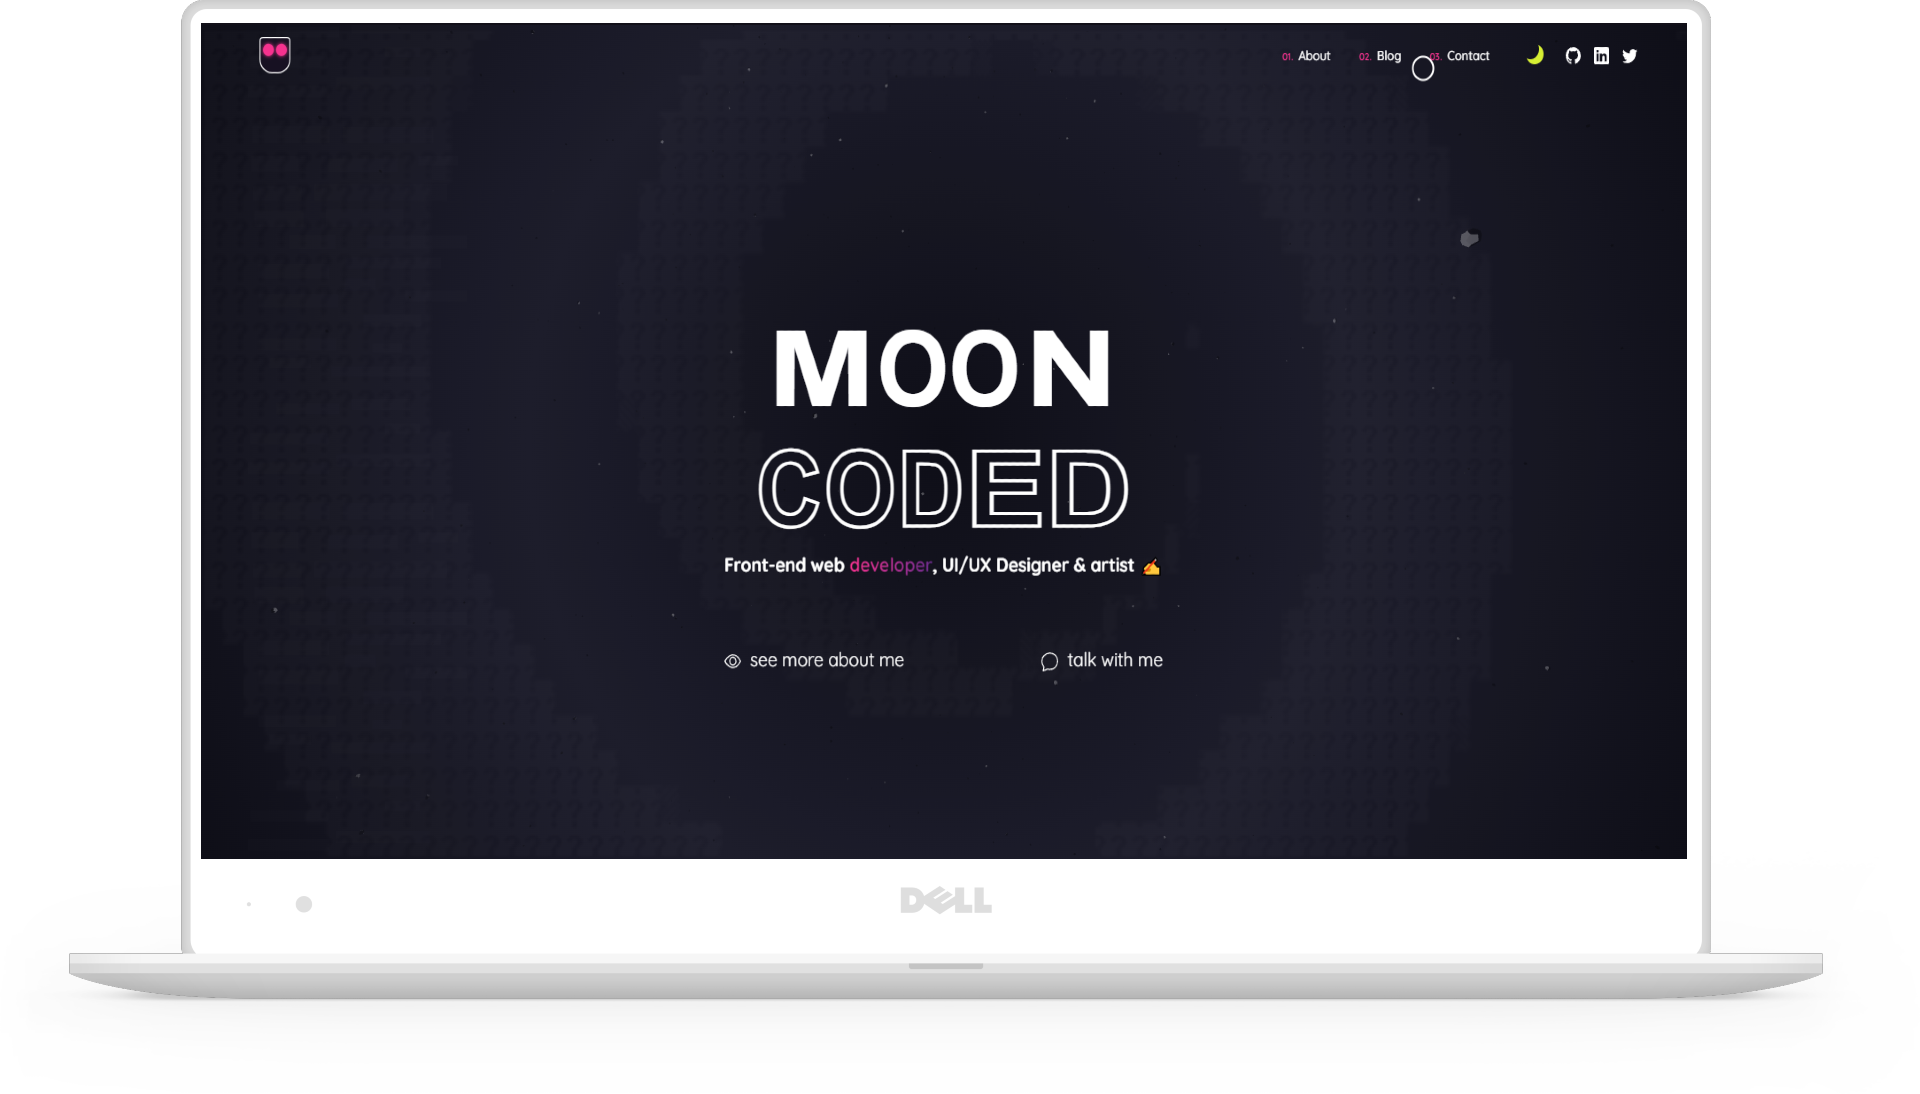 01. About 02. Blog 03. Contact
MOON
CODED
Front-end web developer, UI/UX Designer & artist ✍️
see more about me talk with me
DELL